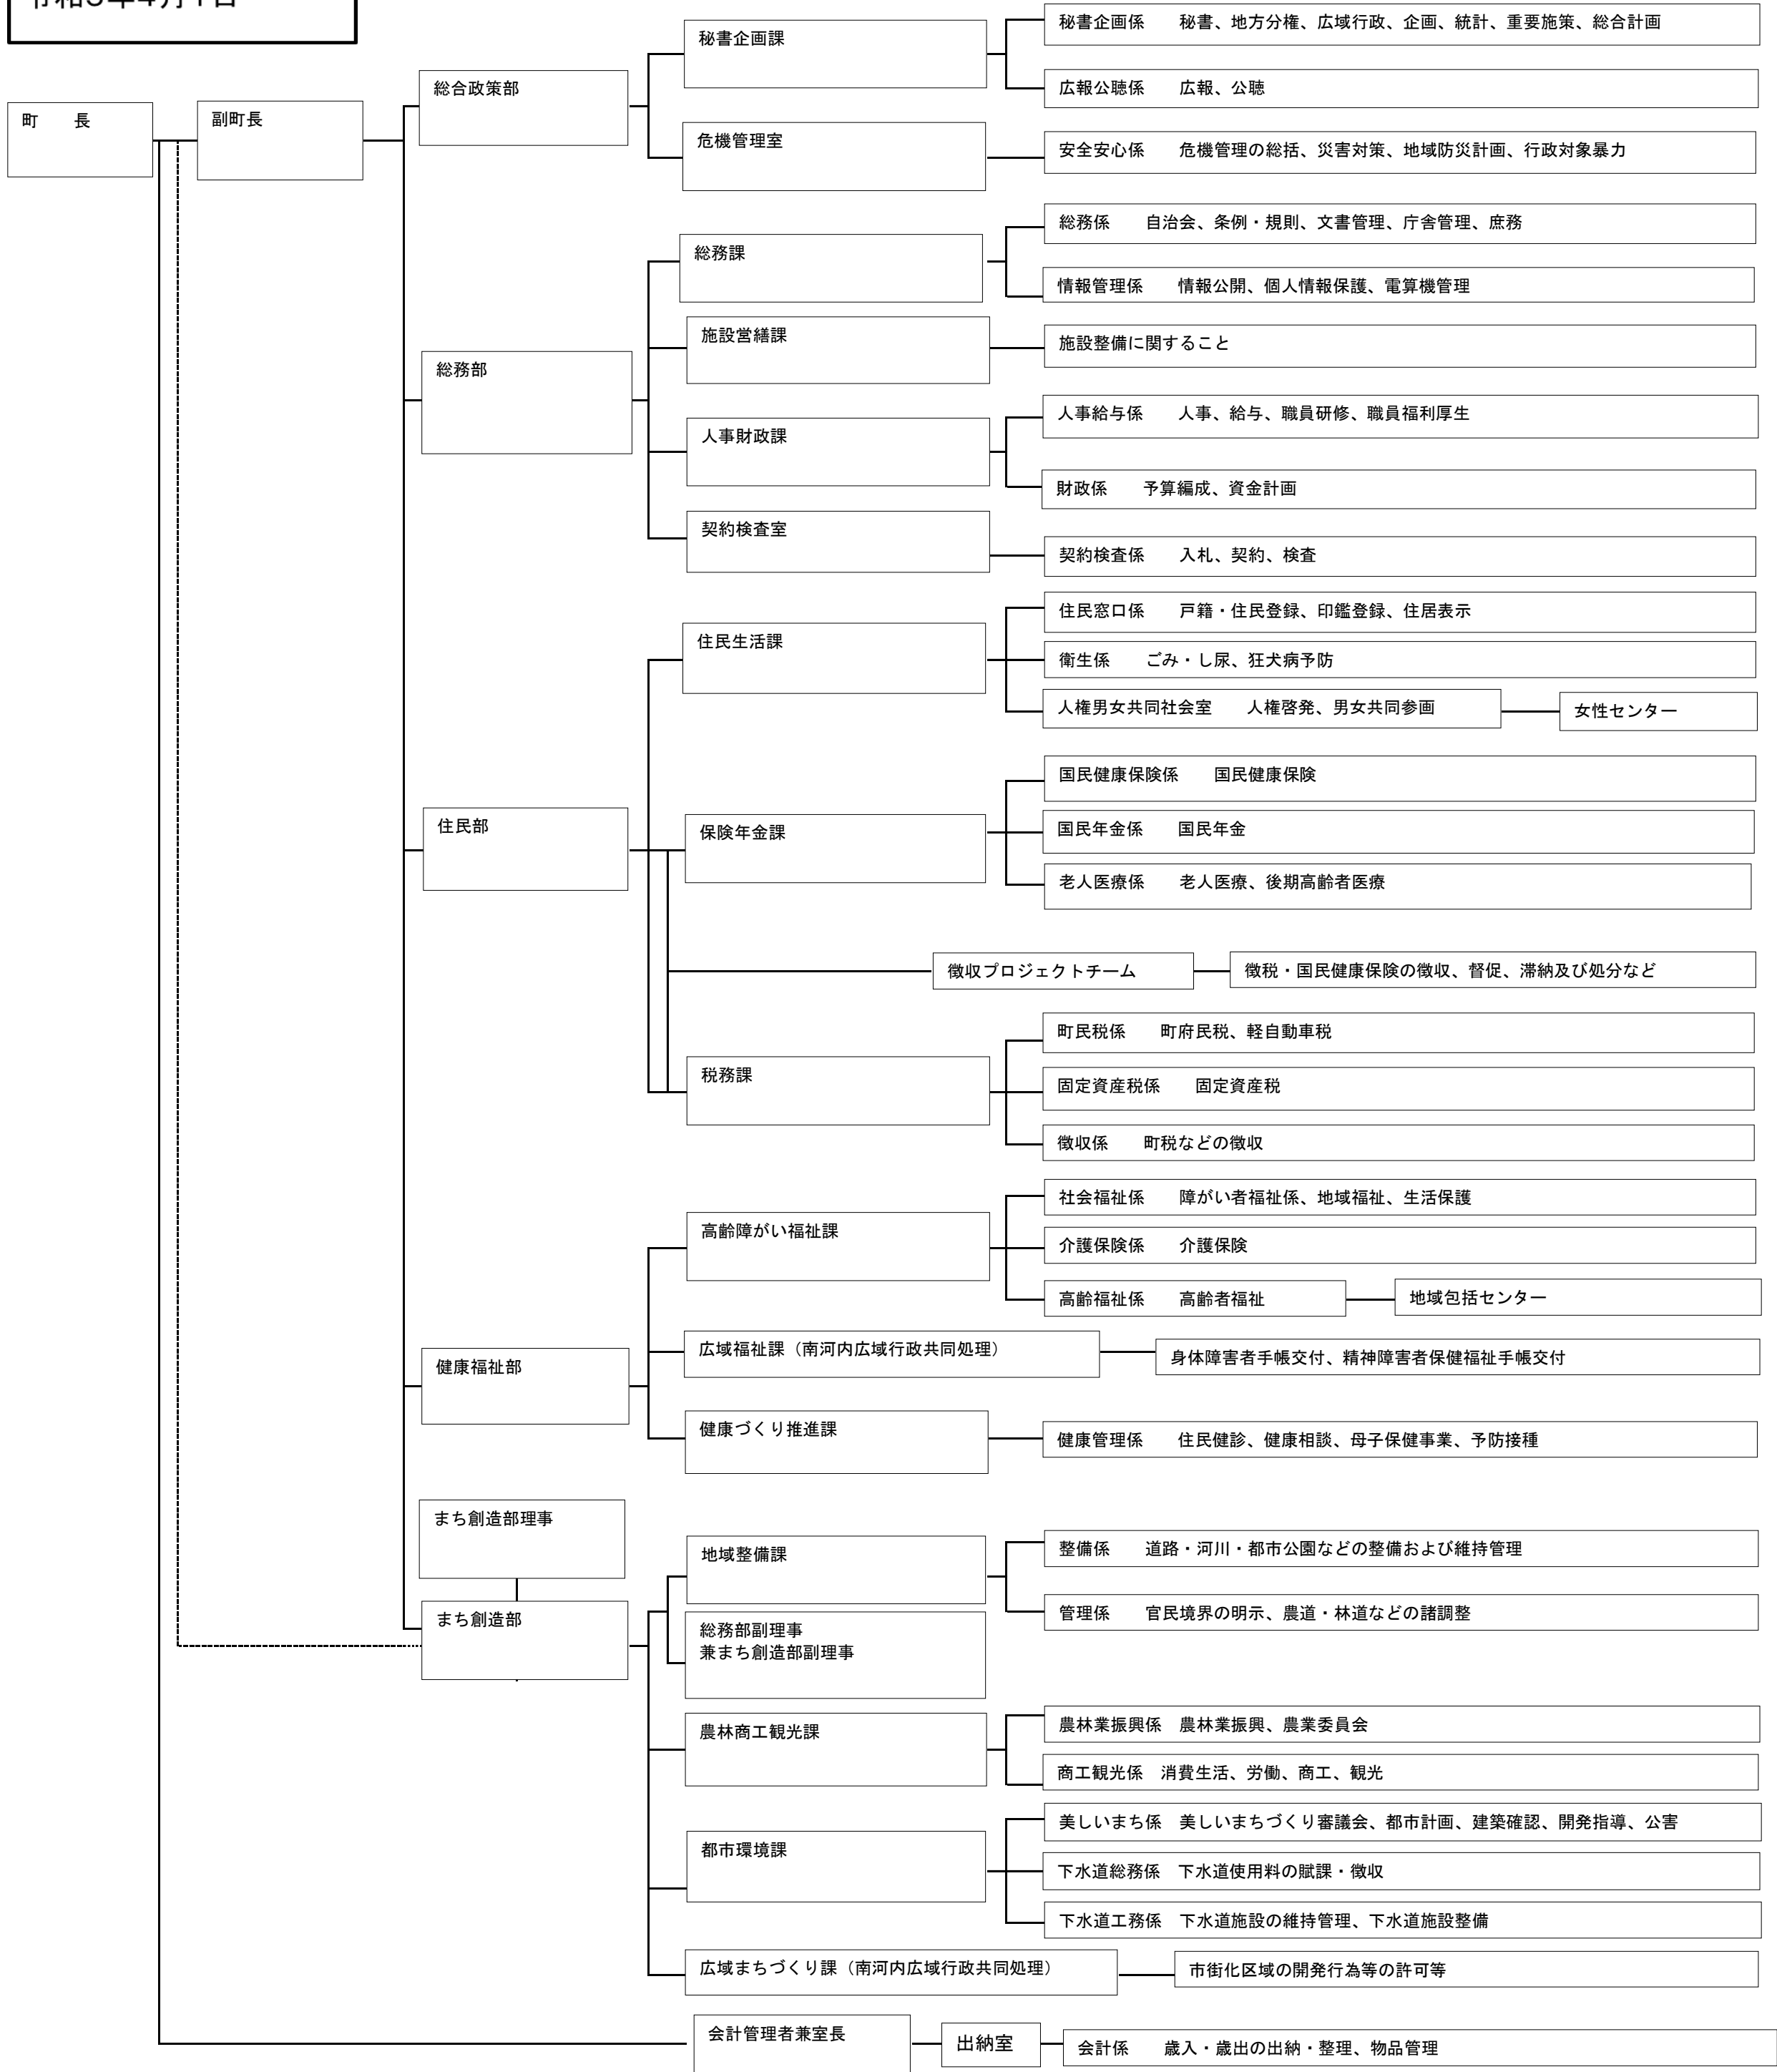 町　　長
副町長
総合政策部
秘書企画課
秘書企画係　　秘書、地方分権、広域行政、企画、統計、重要施策、総合計画
広報公聴係　　広報、公聴
危機管理室
安全安心係　　危機管理の総括、災害対策、地域防災計画、行政対象暴力
総務部
総務課
総務係　　自治会、条例・規則、文書管理、庁舎管理、庶務
情報管理係　　情報公開、個人情報保護、電算機管理
施設営繕課
施設整備に関すること
人事財政課
人事給与係　　人事、給与、職員研修、職員福利厚生
財政係　　予算編成、資金計画
契約検査室
契約検査係　　入札、契約、検査
住民部
住民生活課
住民窓口係　　戸籍・住民登録、印鑑登録、住居表示
衛生係　　ごみ・し尿、狂犬病予防
人権男女共同社会室　　人権啓発、男女共同参画
女性センター
保険年金課
国民健康保険係　　国民健康保険
国民年金係　　国民年金
老人医療係　　老人医療、後期高齢者医療
徴収プロジェクトチーム
徴税・国民健康保険の徴収、督促、滞納及び処分など
税務課
町民税係　　町府民税、軽自動車税
固定資産税係　　固定資産税
徴収係　　町税などの徴収
健康福祉部
高齢障がい福祉課
社会福祉係　　障がい者福祉係、地域福祉、生活保護
介護保険係　　介護保険
高齢福祉係　　高齢者福祉
地域包括センター
広域福祉課（南河内広域行政共同処理）
身体障害者手帳交付、精神障害者保健福祉手帳交付
健康づくり推進課
健康管理係　　住民健診、健康相談、母子保健事業、予防接種
まち創造部理事
まち創造部
地域整備課
整備係　　道路・河川・都市公園などの整備および維持管理
管理係　　官民境界の明示、農道・林道などの諸調整
総務部副理事
兼まち創造部副理事
農林商工観光課
農林業振興係　農林業振興、農業委員会
商工観光係　消費生活、労働、商工、観光
都市環境課
美しいまち係　美しいまちづくり審議会、都市計画、建築確認、開発指導、公害
下水道総務係　下水道使用料の賦課・徴収
下水道工務係　下水道施設の維持管理、下水道施設整備
広域まちづくり課（南河内広域行政共同処理）
市街化区域の開発行為等の許可等
会計管理者兼室長
出納室
会計係　　歳入・歳出の出納・整理、物品管理